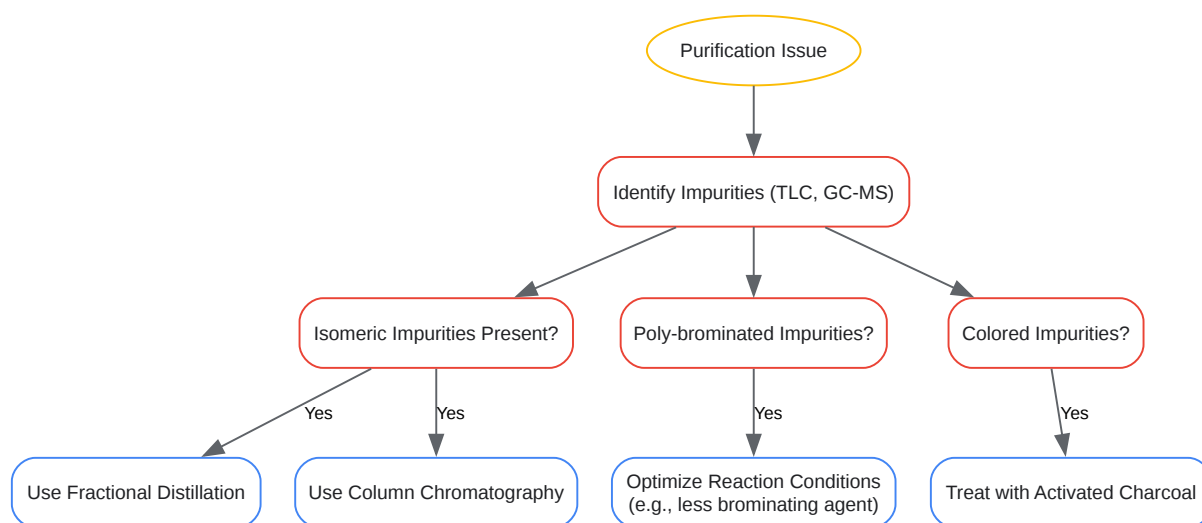 Purification Issue
Identify Impurities (TLC, GC-MS)
Isomeric Impurities Present?
Poly-brominated Impurities?
Colored Impurities?
Yes
Yes
Yes
Yes
Use Fractional Distillation
Use Column Chromatography
Optimize Reaction Conditions
(e.g., less brominating agent)
Treat with Activated Charcoal